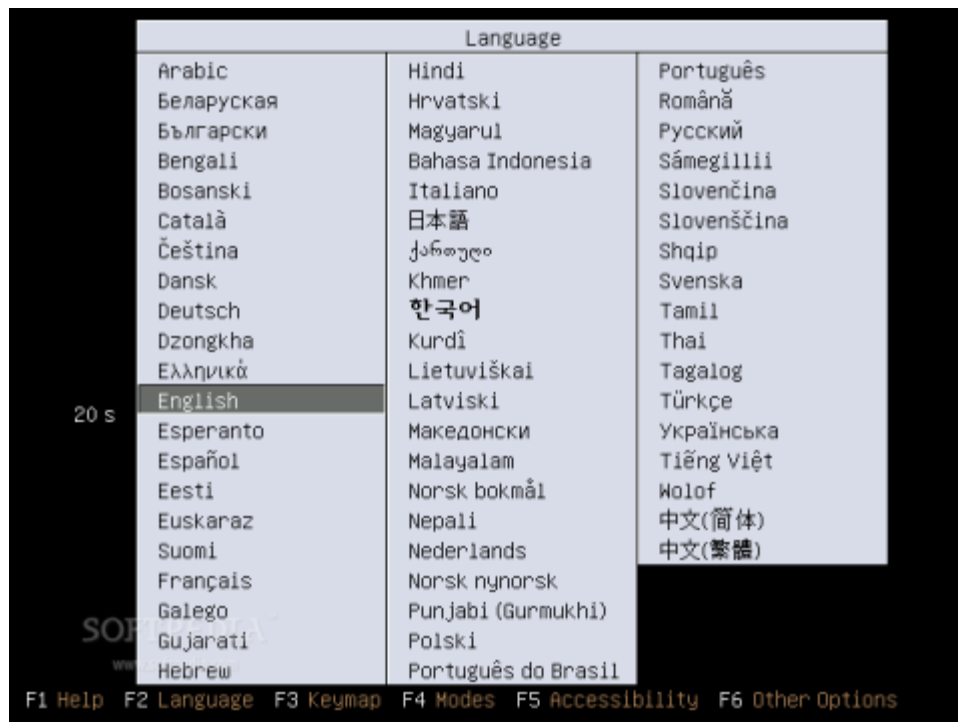 Language
Arabic
Беларуская
Български
Bengali
Bosanski
Català
Čeština
Dansk
Deutsch
Dzongkha
Ελληνικά
English
Esperanto
Español
Eesti
Euskaraz
Suomi
Français
Galego
Gujarati
Hebrew
Hindi
Hrvatski
Magyarul
Bahasa Indonesia
Italiano
日本語
ქართული
Khmer
한국어
Kurdî
Lietuviškai
Latviski
Македонски
Malayalam
Norsk bokmål
Nepali
Nederlands
Norsk nynorsk
Punjabi (Gurmukhi)
Polski
Português do Brasil
Português
Română
Русский
Sámegillii
Slovenčina
Slovenščina
Shqip
Svenska
Tamil
Thai
Tagalog
Türkçe
Українська
Tiếng Việt
Wolof
中文(简体)
中文(繁體)
20 s
SOFTPEDIA
F1 Help F2 Language F3 Keymap F4 Modes F5 Accessibility F6 Other Options